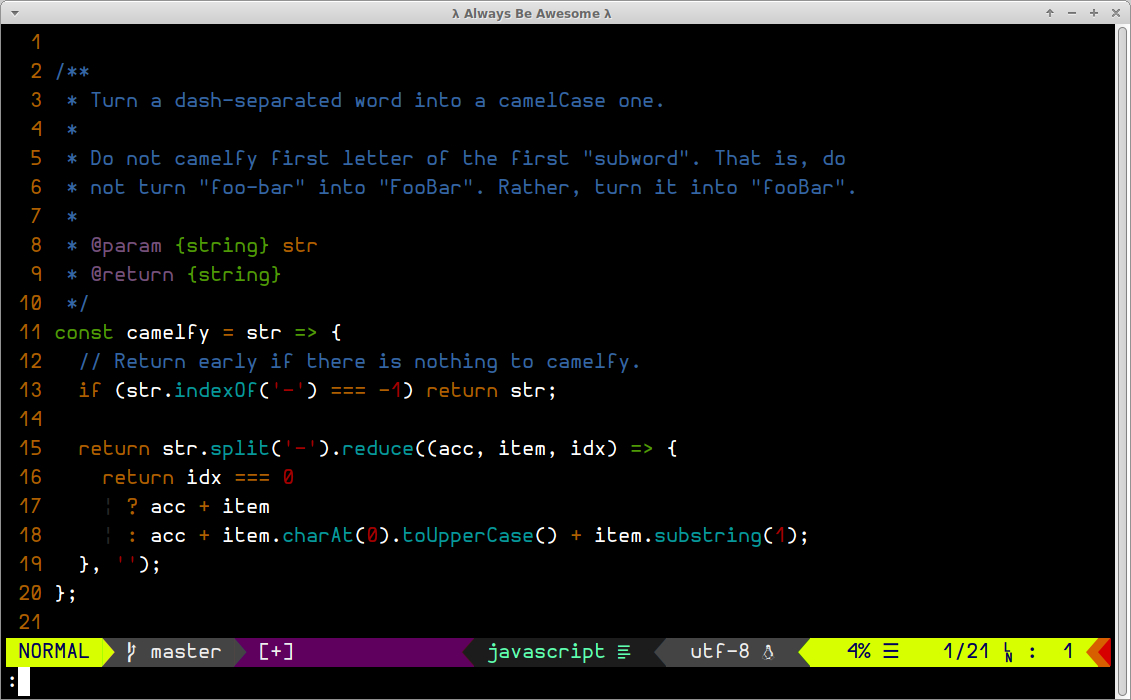 λ Always Be Awesome λ
1
2 /**
3  * Turn a dash-separated word into a camelCase one.
4  *
5  * Do not camelfy first letter of the first "subword". That is, do
6  * not turn "foo-bar" into "FooBar". Rather, turn it into "fooBar".
7  *
8  * @param {string} str
9  * @return {string}
10  */
11 const camelfy = str => {
12   // Return early if there is nothing to camelfy.
13   if (str.indexOf('-') === -1) return str;
14
15   return str.split('-').reduce((acc, item, idx) => {
16     return idx === 0
17     ¦ ? acc + item
18     ¦ : acc + item.charAt(0).toUpperCase() + item.substring(1);
19   }, '');
20 };
21
NORMAL master [+] javascript utf-8 4% ☰ 1/21 LN : 1
: